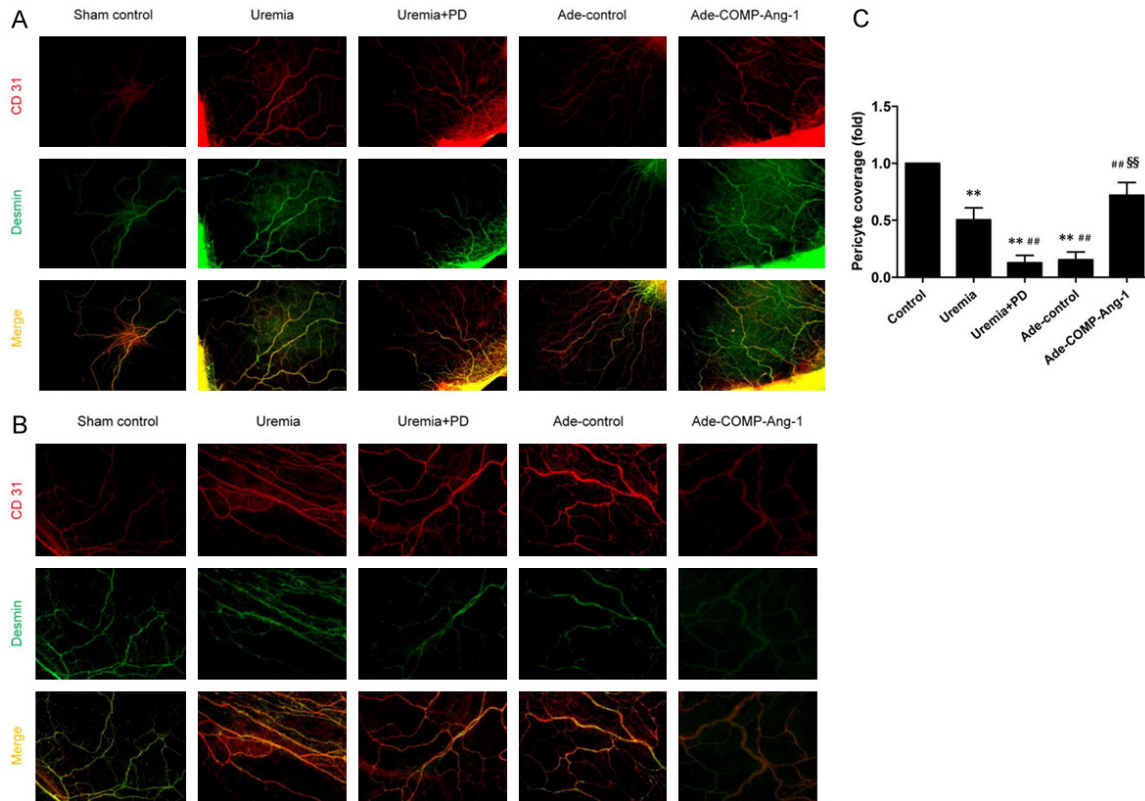 A
Sham control Uremia Uremia+PD Ade-control Ade-COMP-Ang-1
CD 31
Desmin
Merge
B
Sham control Uremia Uremia+PD Ade-control Ade-COMP-Ang-1
CD 31
Desmin
Merge
C
Pericyte coverage (fold)
1.5
1.0
0.5
0.0
**
** ##
** ##
## §§
Control
Uremia
Uremia+PD
Ade-control
Ade-COMP-Ang-1